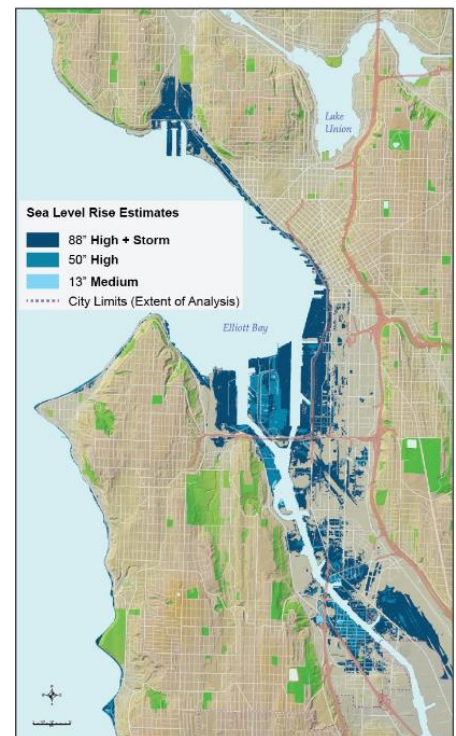 Lake
Union
Sea Level Rise Estimates
88” High + Storm
50” High
13” Medium
City Limits (Extent of Analysis)
Elliott Bay